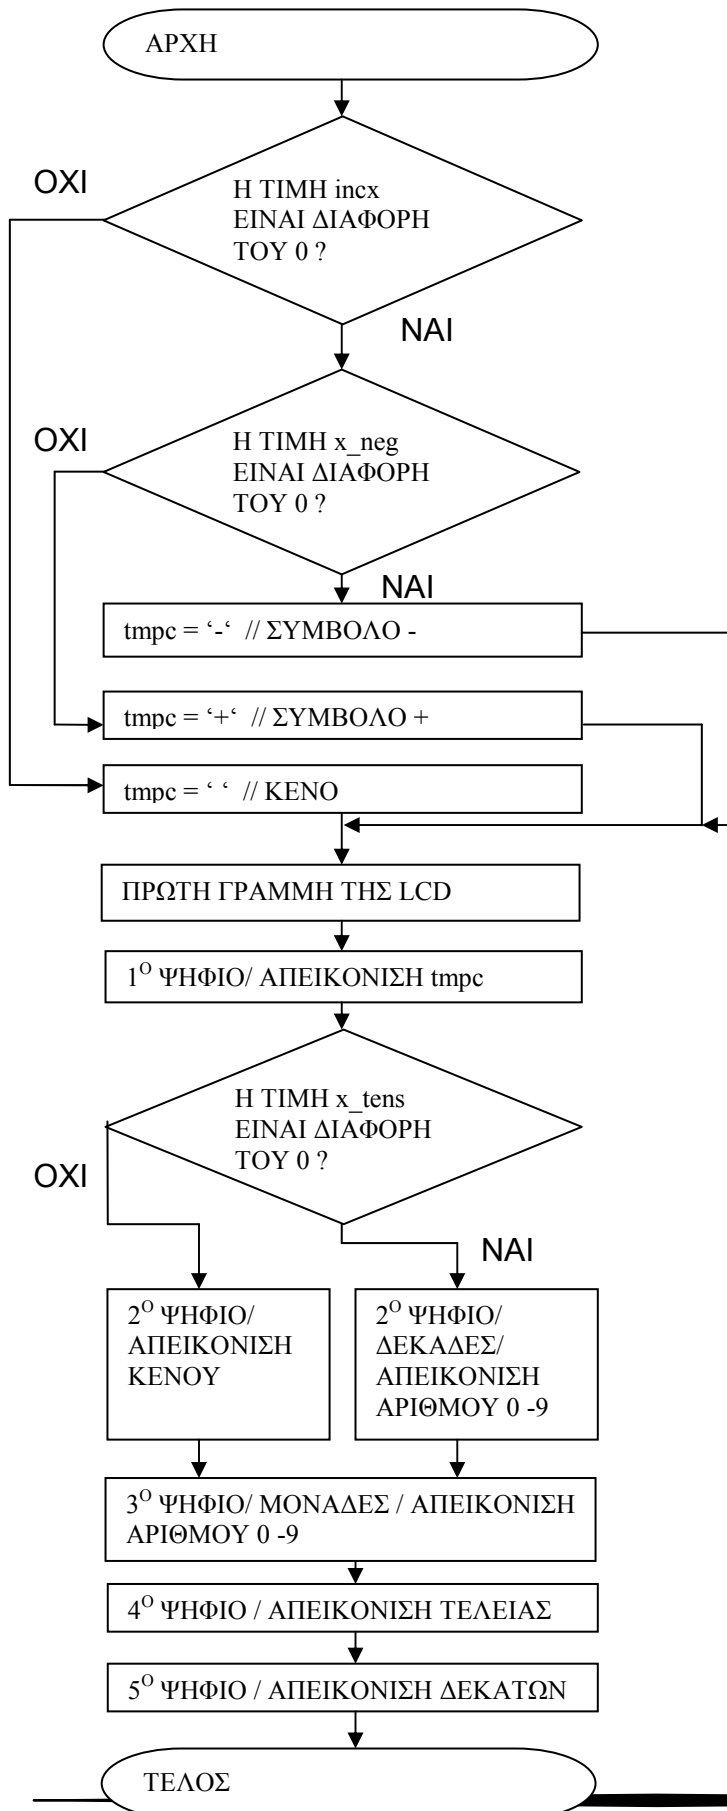 ΑΡΧΗ
ΟΧΙ
Η ΤΙΜΗ incx
ΕΙΝΑΙ ΔΙΑΦΟΡΗ
ΤΟΥ 0 ?
ΝΑΙ
ΟΧΙ
Η ΤΙΜΗ x_neg
ΕΙΝΑΙ ΔΙΑΦΟΡΗ
ΤΟΥ 0 ?
ΝΑΙ
tmpc = ‘-‘ // ΣΥΜΒΟΛΟ -
tmpc = ‘+‘ // ΣΥΜΒΟΛΟ +
tmpc = ‘ ‘ // ΚΕΝΟ
ΠΡΩΤΗ ΓΡΑΜΜΗ ΤΗΣ LCD
1Ο ΨΗΦΙΟ/ ΑΠΕΙΚΟΝΙΣΗ tmpc
Η ΤΙΜΗ x_tens
ΕΙΝΑΙ ΔΙΑΦΟΡΗ
ΤΟΥ 0 ?
ΟΧΙ
ΝΑΙ
2Ο ΨΗΦΙΟ/
ΑΠΕΙΚΟΝΙΣΗ
ΚΕΝΟΥ
2Ο ΨΗΦΙΟ/
ΔΕΚΑΔΕΣ/
ΑΠΕΙΚΟΝΙΣΗ
ΑΡΙΘΜΟΥ 0 -9
3Ο ΨΗΦΙΟ/ ΜΟΝΑΔΕΣ / ΑΠΕΙΚΟΝΙΣΗ
ΑΡΙΘΜΟΥ 0 -9
4Ο ΨΗΦΙΟ / ΑΠΕΙΚΟΝΙΣΗ ΤΕΛΕΙΑΣ
5Ο ΨΗΦΙΟ / ΑΠΕΙΚΟΝΙΣΗ ΔΕΚΑΤΩΝ
ΤΕΛΟΣ